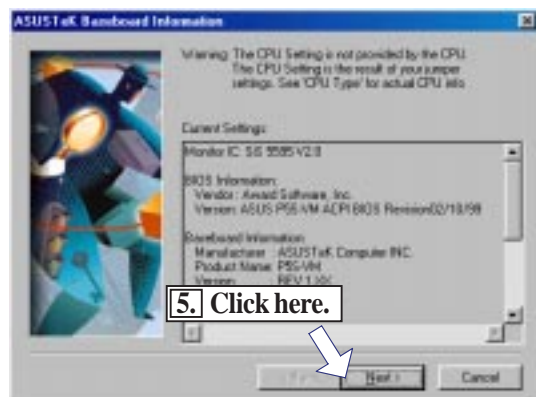 ASUSTeK Baseboard Information
Warning: The CPU Setting is not provided by the CPU.
The CPU Setting is the result of your jumper
settings. See 'CPU Type' for actual CPU info
Current Settings:
Monitor IC: SiS 5595 V2.0
BIOS Information:
Vendor : Award Software, Inc.
Version: ASUS P5S-VM ACPI BIOS Revision02/10/99
Baseboard Information
Manufacturer : ASUSTeK Computer INC.
Product Name: P5S-VM
Version : REV 1.XX
5. Click here.
Next >
Cancel